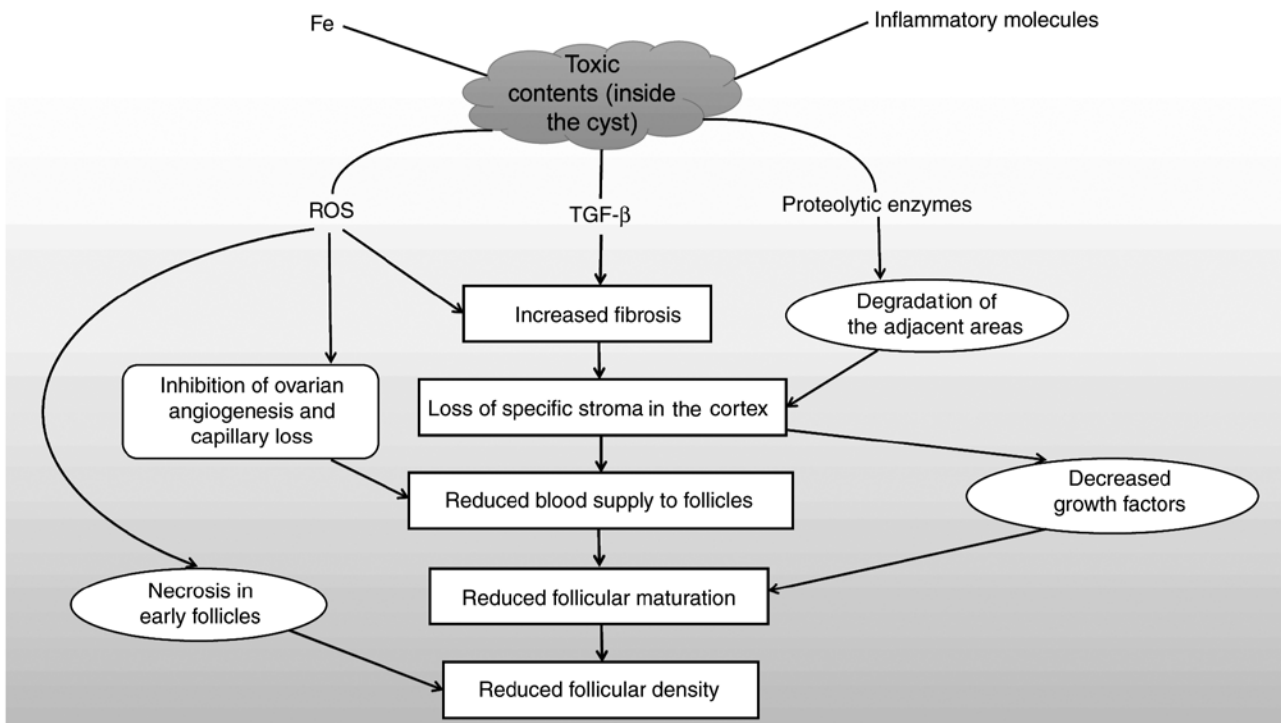 Fe
Inflammatory molecules
Toxic
contents (inside
the cyst)
ROS
TGF-β
Proteolytic enzymes
Increased fibrosis
Degradation of
the adjacent areas
Inhibition of ovarian
angiogenesis and
capillary loss
Loss of specific stroma in the cortex
Reduced blood supply to follicles
Decreased
growth factors
Necrosis in
early follicles
Reduced follicular maturation
Reduced follicular density